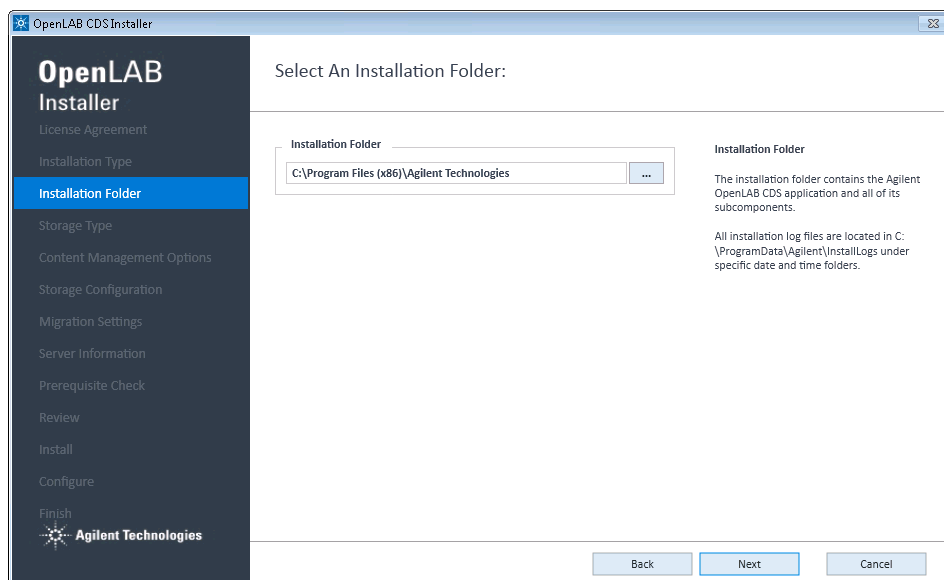 OpenLAB CDS Installer
OpenLAB
Installer
License Agreement
Installation Type
Installation Folder
Storage Type
Content Management Options
Storage Configuration
Migration Settings
Server Information
Prerequisite Check
Review
Install
Configure
Finish
Agilent Technologies
Select An Installation Folder:
Installation Folder
C:\Program Files (x86)\Agilent Technologies
...
Installation Folder
The installation folder contains the Agilent
OpenLAB CDS application and all of its
subcomponents.
All installation log files are located in C:
\ProgramData\Agilent\InstallLogs under
specific date and time folders.
Back
Next
Cancel